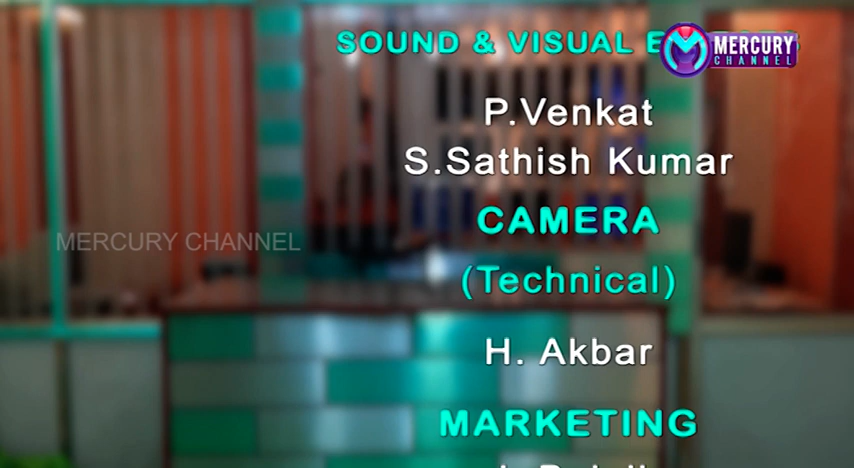 SOUND & VISUAL
MERCURY
CHANNEL
P.Venkat
S.Sathish Kumar
CAMERA
MERCURY CHANNEL
(Technical)
H. Akbar
MARKETING